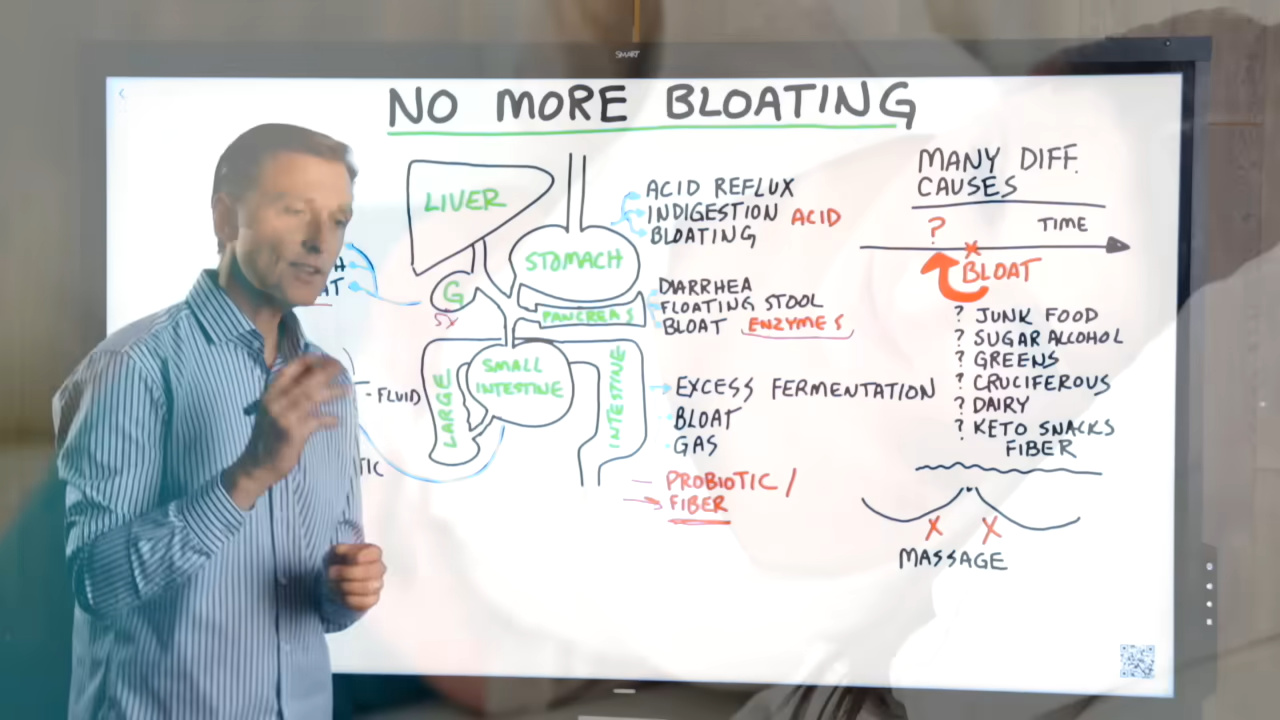 SMART
NO MORE BLOATING
LIVER
STOMACH
G
PANCREAS
SMALL
INTESTINE
LARGE
INTESTINE
- FLUID
ACID REFLUX
INDIGESTION ACID
BLOATING
DIARRHEA
FLOATING STOOL
BLOAT ENZYMES
EXCESS FERMENTATION
BLOAT
GAS
PROBIOTIC /
FIBER
MANY DIFF.
CAUSES
? TIME
X
BLOAT
? JUNK FOOD
? SUGAR ALCOHOL
? GREENS
? CRUCIFEROUS
? DAIRY
? KETO SNACKS
FIBER
X X
MASSAGE